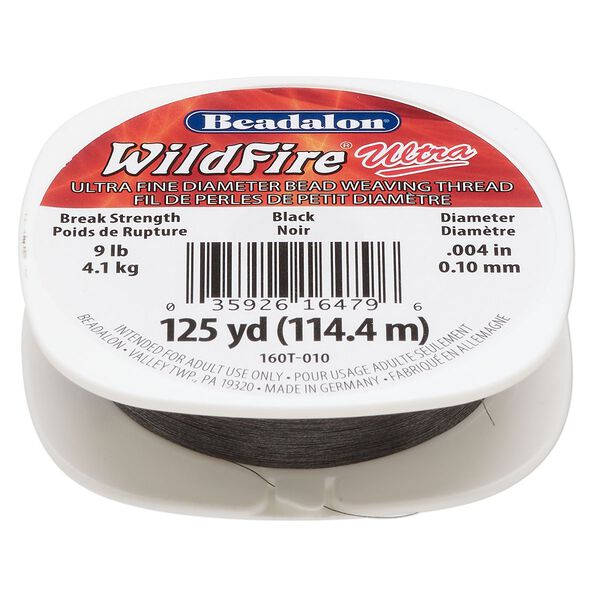 Beadalon®
WildFire® Ultra
ULTRA FINE DIAMETER BEAD WEAVING THREAD
FIL DE PERLES DE PETIT DIAMÈTRE
Break Strength
Poids de Rupture
9 lb
4.1 kg
Black
Noir
Diameter
Diamètre
.004 in
0.10 mm
0 35926 16479 6
125 yd (114.4 m)
INTENDED FOR ADULT USE ONLY • POUR USAGE ADULTE SEULEMENT
BEADALON • VALLEY TWP., PA 19320 • MADE IN GERMANY • FABRIQUÉ EN ALLEMAGNE
160T-010